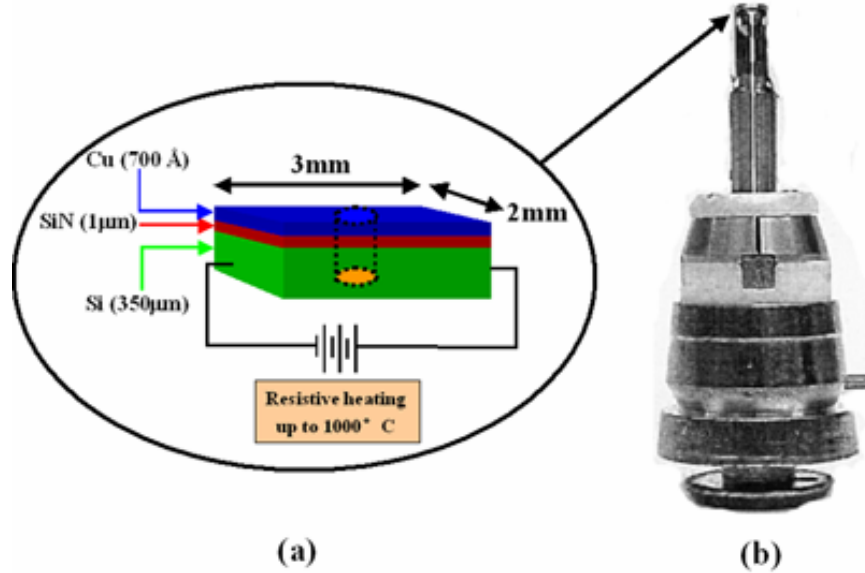 Cu (700 Å)
3mm
2mm
SiN (1μm)
Si (350μm)
Resistive heating
up to 1000° C
(a)
(b)